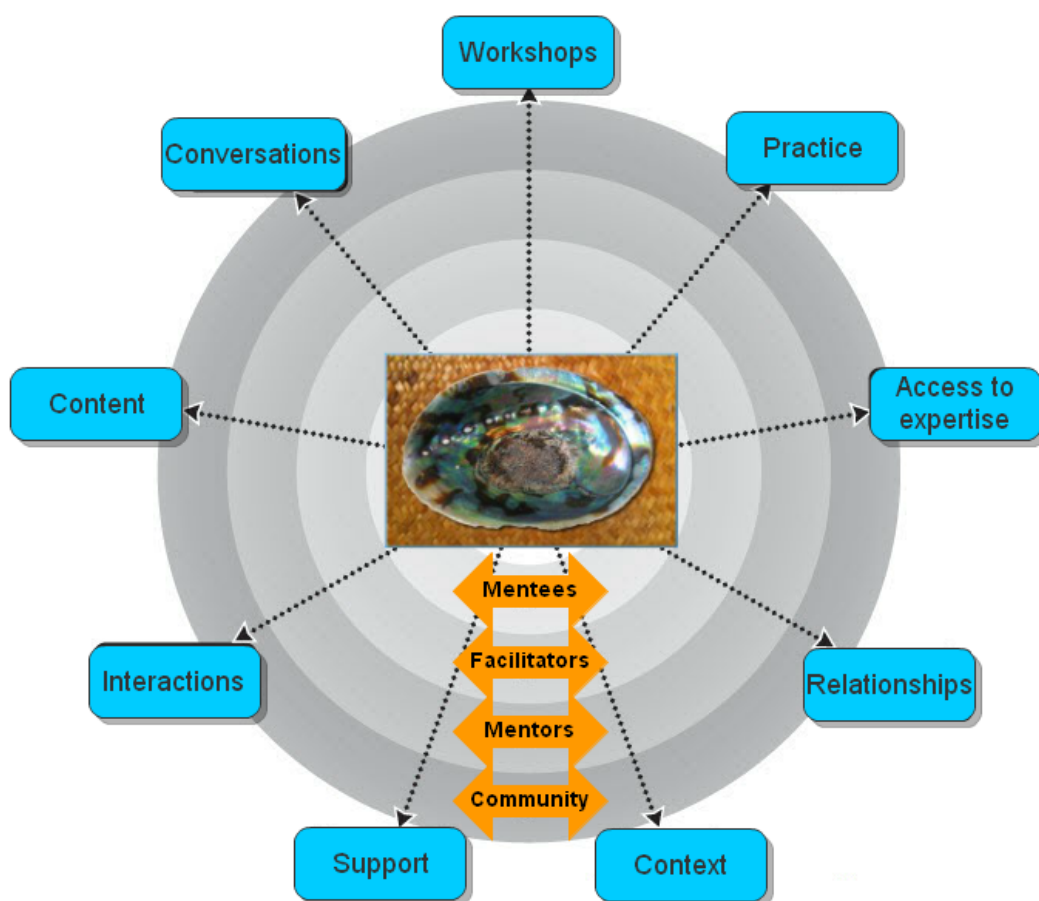 Workshops
Conversations
Practice
Content
Access to
expertise
Mentees
Facilitators
Interactions
Relationships
Mentors
Community
Support
Context